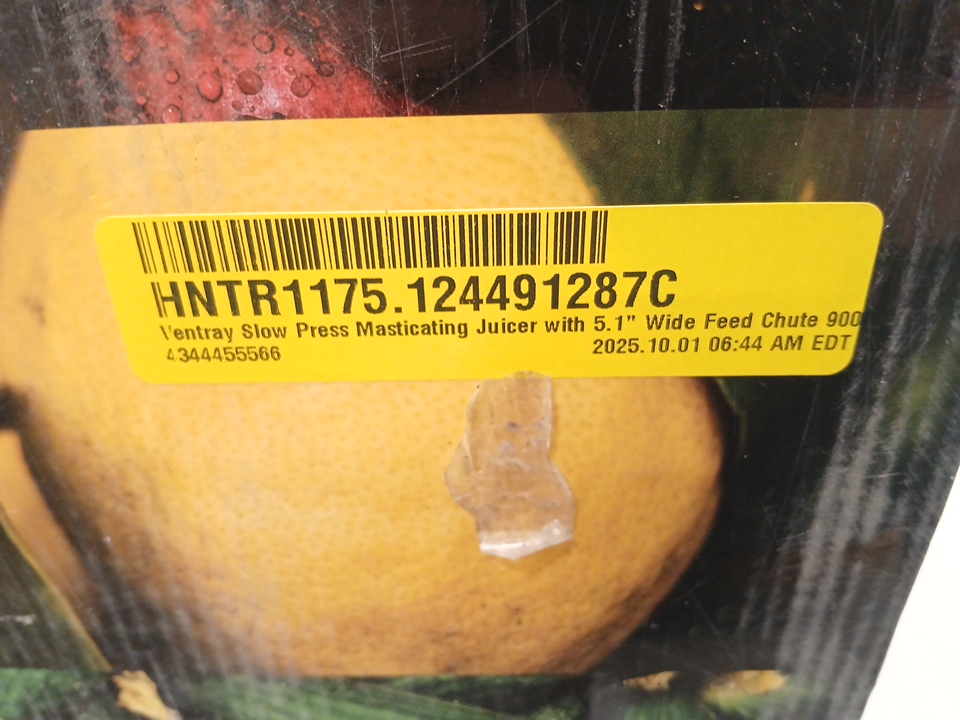 HNTR1175.124491287C
Ventray Slow Press Masticating Juicer with 5.1" Wide Feed Chute 900
4344455566
2025.10.01 06:44 AM EDT